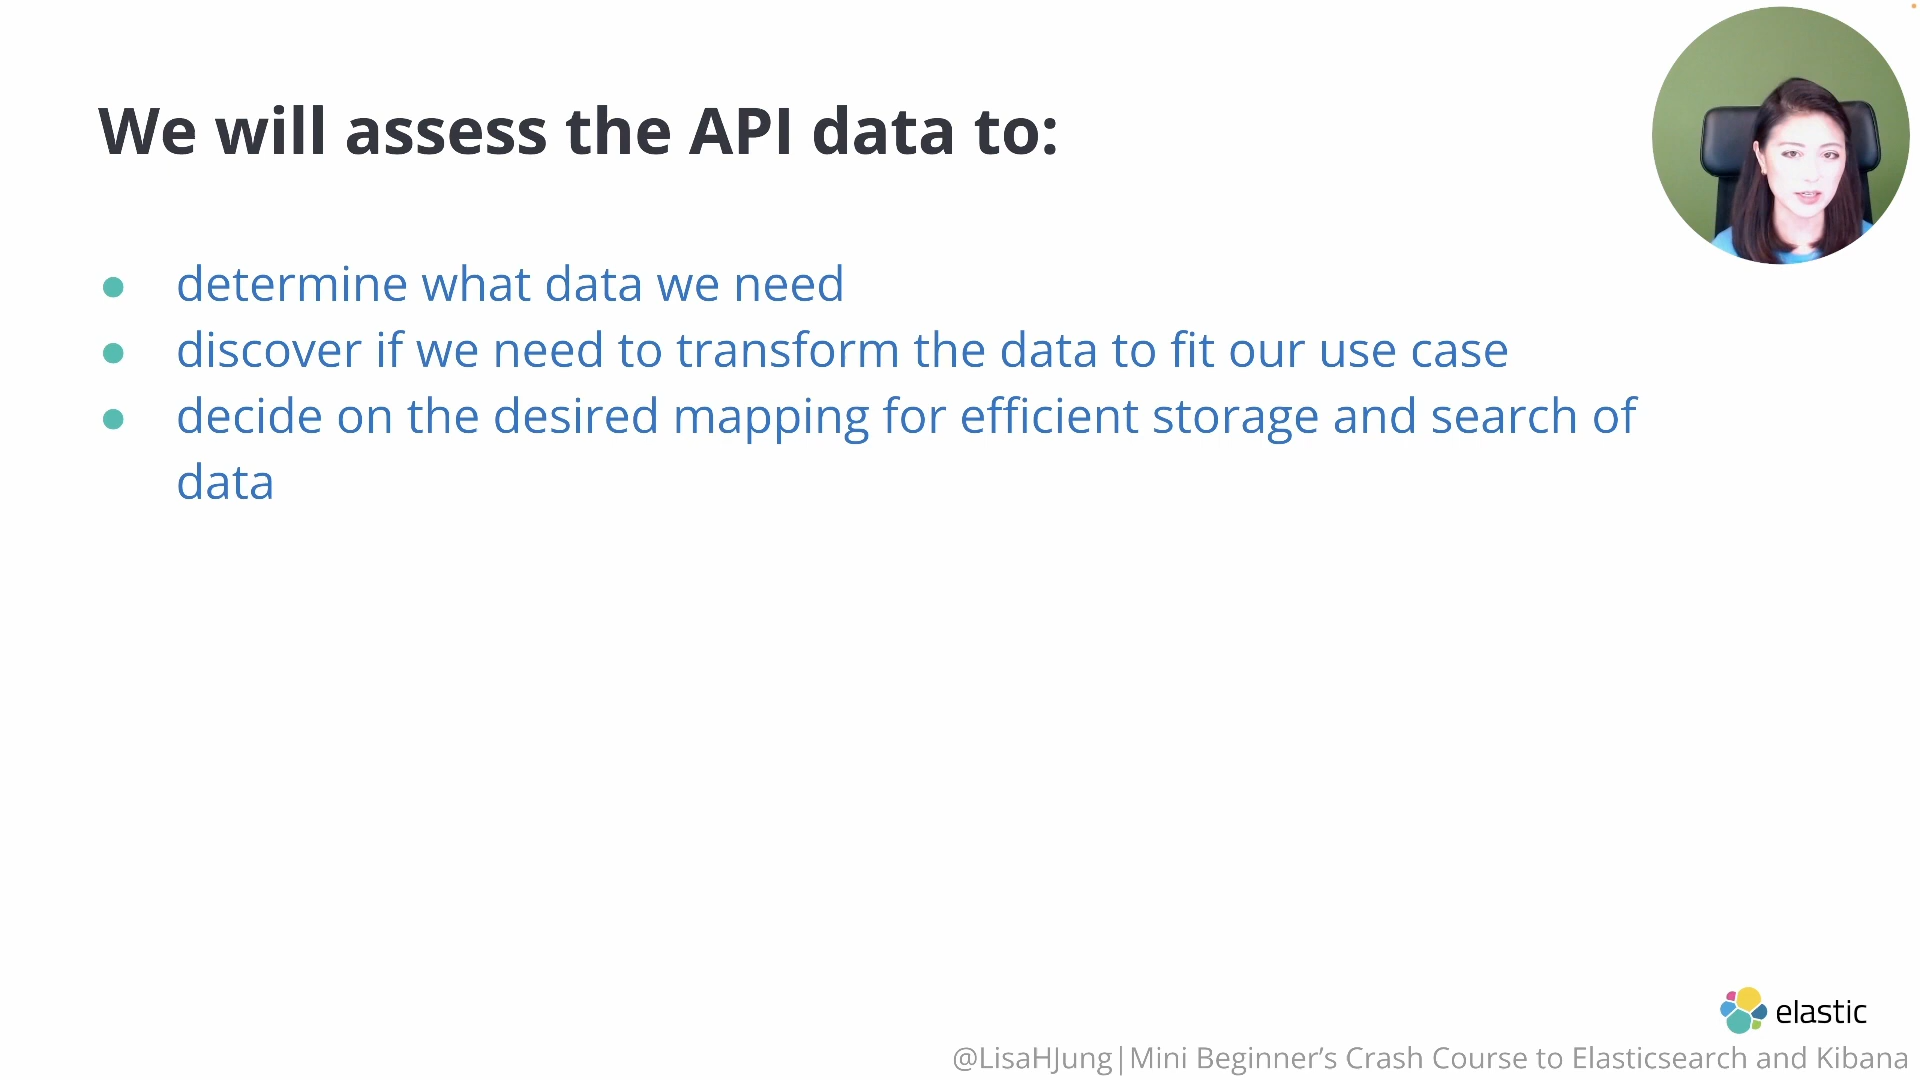 We will assess the API data to:
● determine what data we need
● discover if we need to transform the data to fit our use case
● decide on the desired mapping for efficient storage and search of
data
elastic
@LisaHJung|Mini Beginner’s Crash Course to Elasticsearch and Kibana